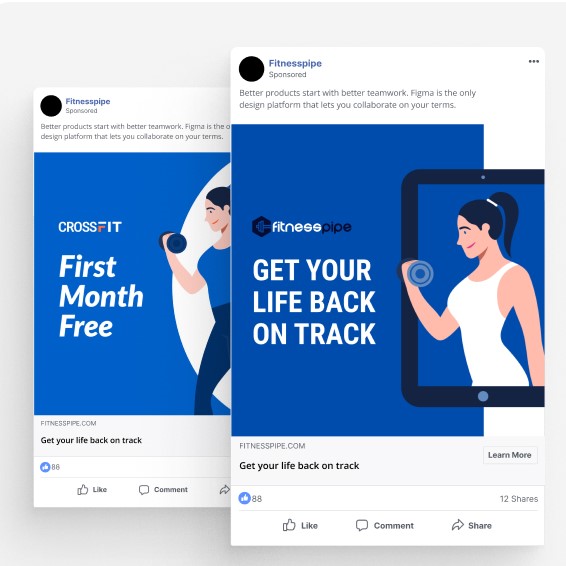 Fitnesspipe
Sponsored
Better products start with better teamwork. Figma is the o
design platform that lets you collaborate on your terms.
CROSSFIT
First
Month
Free
FITNESSPIPE.COM
Get your life back on track
88
Like
Comment
Fitnesspipe
Sponsored
Better products start with better teamwork. Figma is the only
design platform that lets you collaborate on your terms.
fitnesspipe
GET YOUR
LIFE BACK
ON TRACK
FITNESSPIPE.COM
Get your life back on track
Learn More
88
12 Shares
Like
Comment
Share